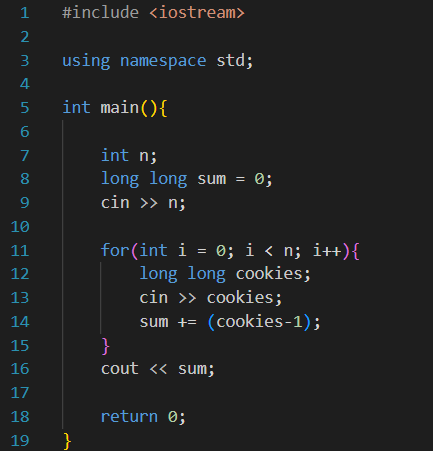 1 #include <iostream>
2
3 using namespace std;
4
5 int main(){
6
7     int n;
8     long long sum = 0;
9     cin >> n;
10
11     for(int i = 0; i < n; i++){
12         long long cookies;
13         cin >> cookies;
14         sum += (cookies-1);
15     }
16     cout << sum;
17
18     return 0;
19 }